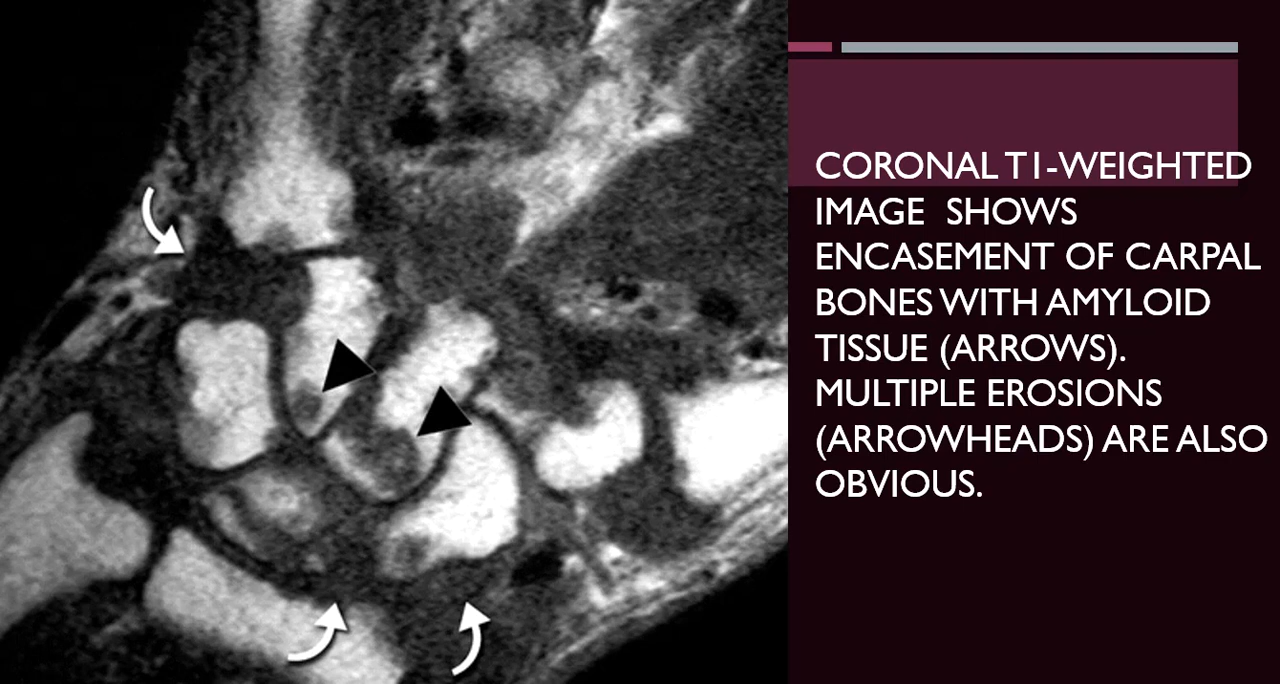 CORONAL T1-WEIGHTED
IMAGE SHOWS
ENCASEMENT OF CARPAL
BONES WITH AMYLOID
TISSUE (ARROWS).
MULTIPLE EROSIONS
(ARROWHEADS) ARE ALSO
OBVIOUS.